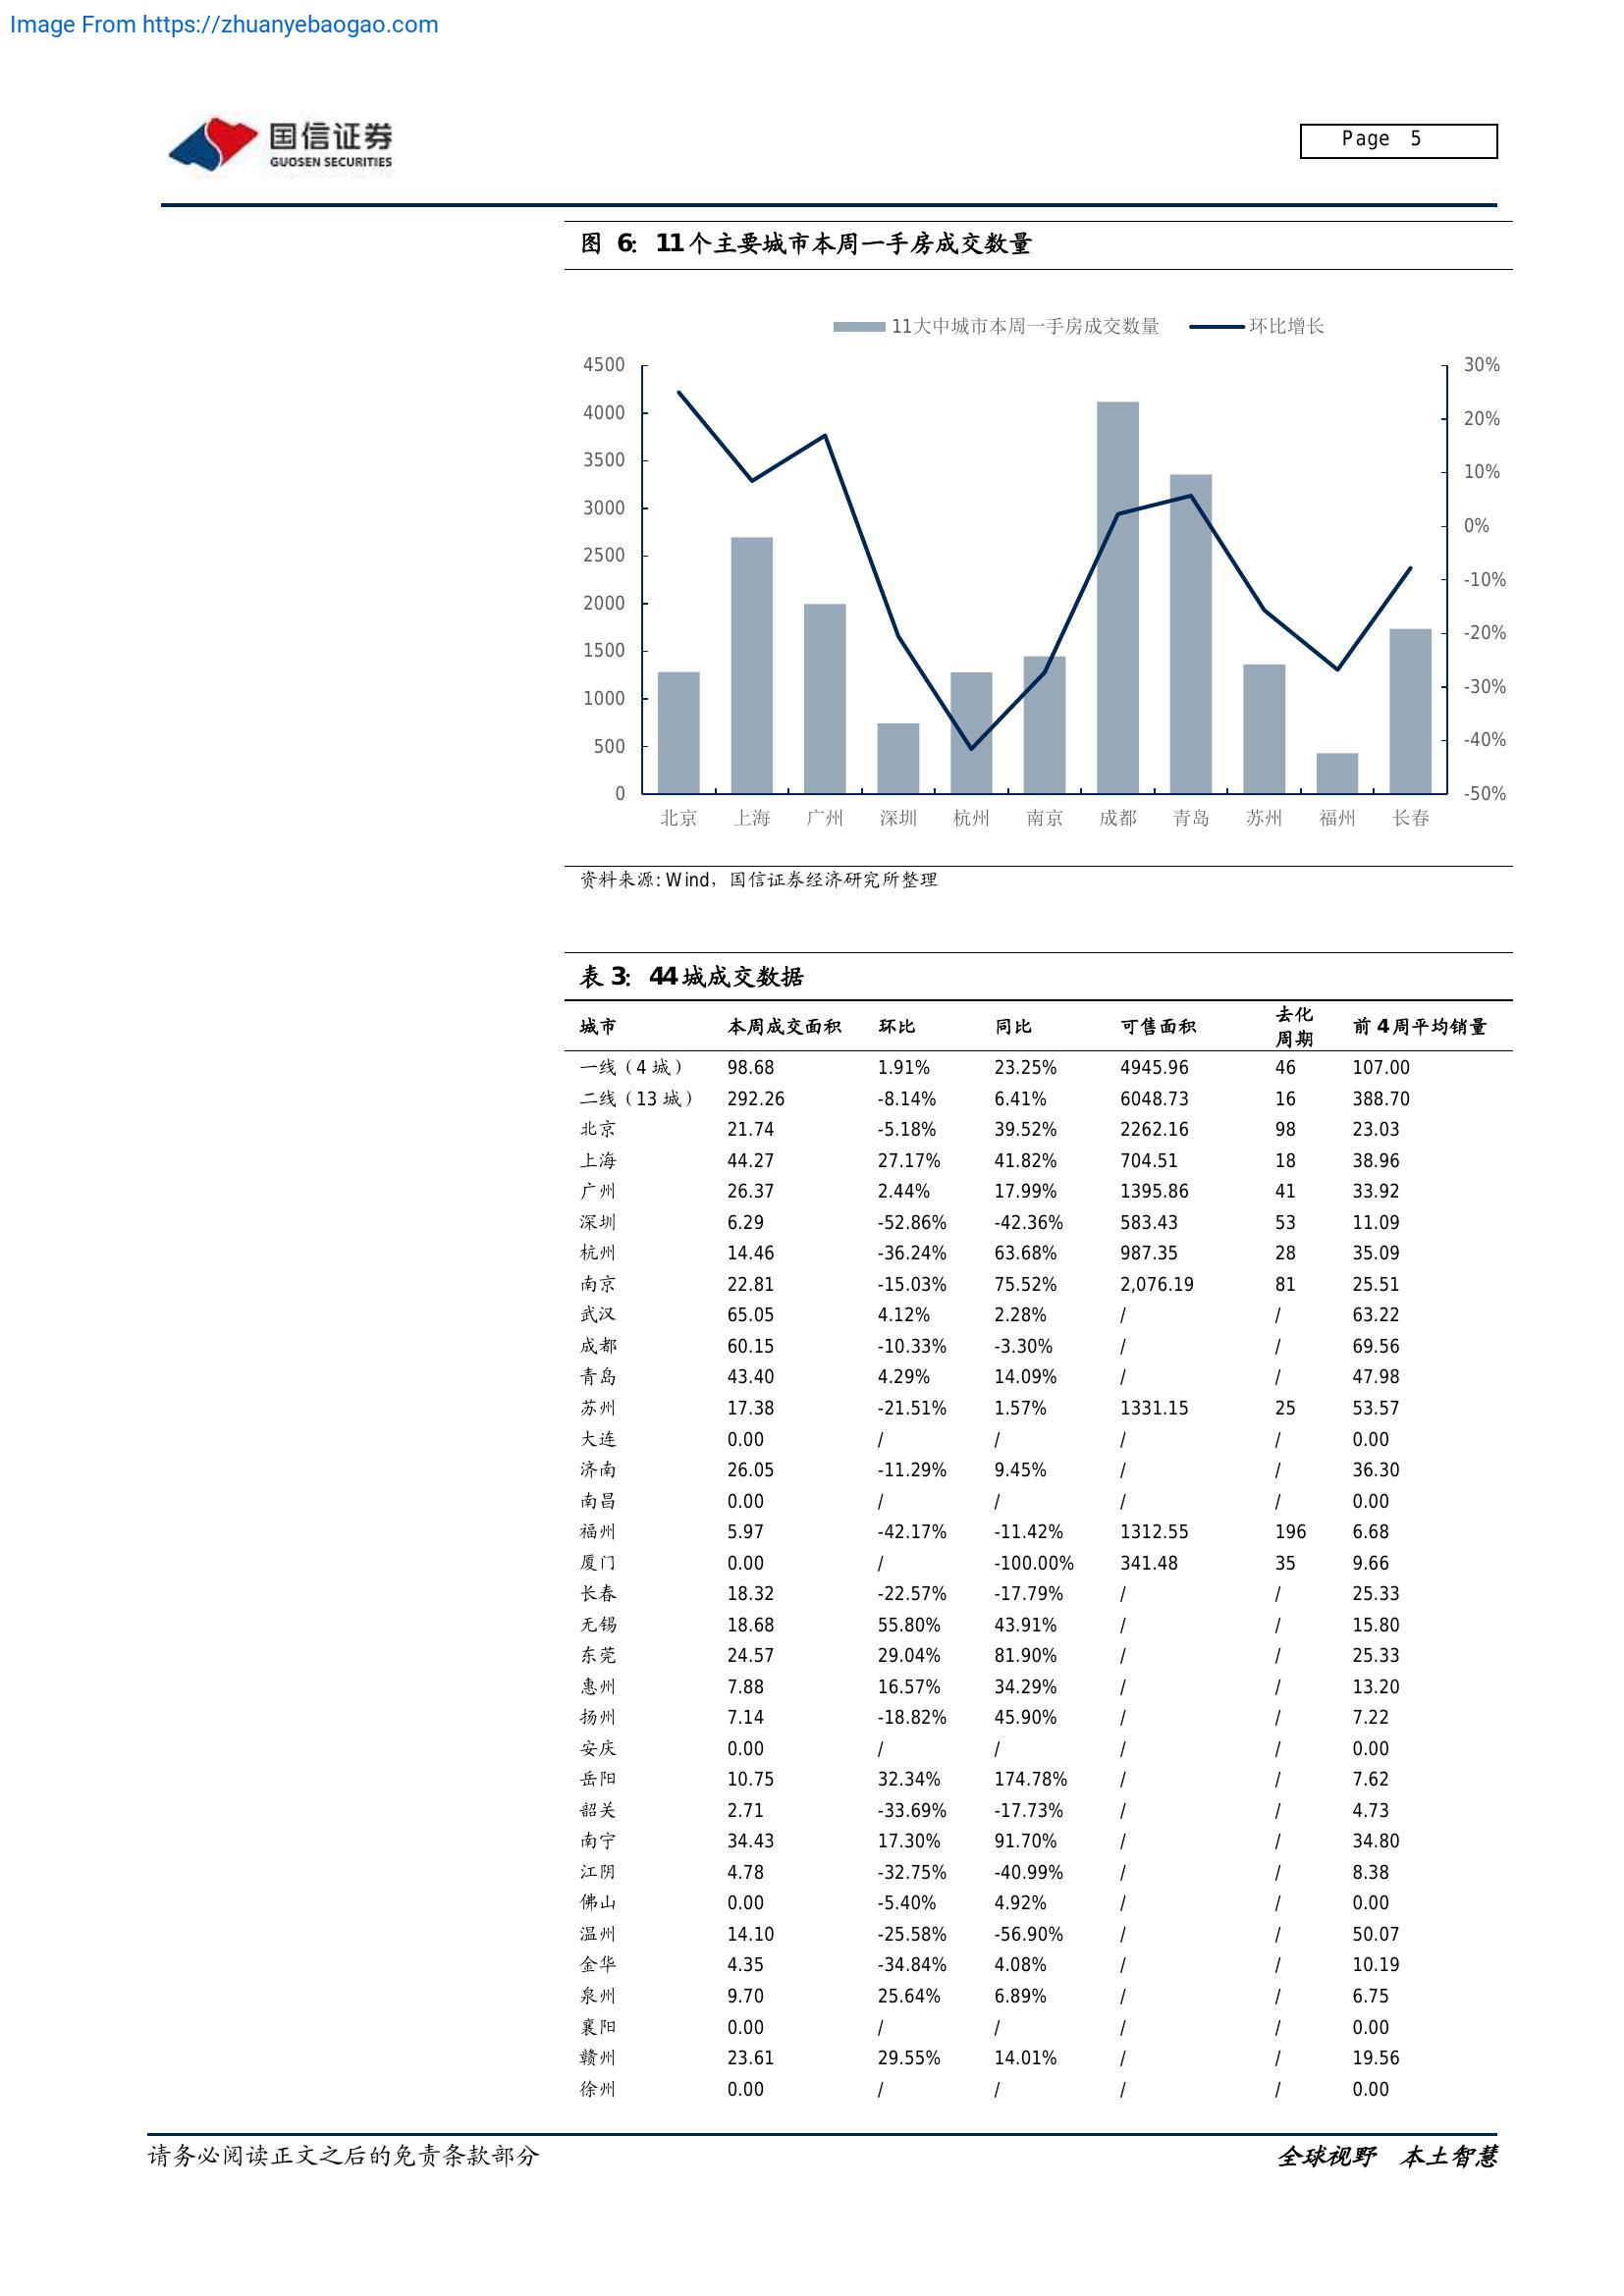 Image From https://zhuanyebaogao.com
国信证券
GUOSEN SECURITIES
Page 5
图 6: 11个主要城市本周一手房成交数量
11大中城市本周一手房成交数量 环比增长
4500 30%
4000 20%
3500 10%
3000 0%
2500 -10%
2000 -20%
1500 -30%
1000 -40%
500 -50%
0
北京 上海 广州 深圳 杭州 南京 成都 青岛 苏州 福州 长春
资料来源: Wind，国信证券经济研究所整理
表 3: 44城成交数据
城市 本周成交面积 环比 同比 可售面积 去化周期 前 4 周平均销量
一线（4 城） 98.68 1.91% 23.25% 4945.96 46 107.00
二线（13 城） 292.26 -8.14% 6.41% 6048.73 16 388.70
北京 21.74 -5.18% 39.52% 2262.16 98 23.03
上海 44.27 27.17% 41.82% 704.51 18 38.96
广州 26.37 2.44% 17.99% 1395.86 41 33.92
深圳 6.29 -52.86% -42.36% 583.43 53 11.09
杭州 14.46 -36.24% 63.68% 987.35 28 35.09
南京 22.81 -15.03% 75.52% 2,076.19 81 25.51
武汉 65.05 4.12% 2.28% / / 63.22
成都 60.15 -10.33% -3.30% / / 69.56
青岛 43.40 4.29% 14.09% / / 47.98
苏州 17.38 -21.51% 1.57% 1331.15 25 53.57
大连 0.00 / / / / 0.00
济南 26.05 -11.29% 9.45% / / 36.30
南昌 0.00 / / / / 0.00
福州 5.97 -42.17% -11.42% 1312.55 196 6.68
厦门 0.00 / -100.00% 341.48 35 9.66
长春 18.32 -22.57% -17.79% / / 25.33
无锡 18.68 55.80% 43.91% / / 15.80
东莞 24.57 29.04% 81.90% / / 25.33
惠州 7.88 16.57% 34.29% / / 13.20
扬州 7.14 -18.82% 45.90% / / 7.22
安庆 0.00 / / / / 0.00
岳阳 10.75 32.34% 174.78% / / 7.62
韶关 2.71 -33.69% -17.73% / / 4.73
南宁 34.43 17.30% 91.70% / / 34.80
江阴 4.78 -32.75% -40.99% / / 8.38
佛山 0.00 -5.40% 4.92% / / 0.00
温州 14.10 -25.58% -56.90% / / 50.07
金华 4.35 -34.84% 4.08% / / 10.19
泉州 9.70 25.64% 6.89% / / 6.75
襄阳 0.00 / / / / 0.00
赣州 23.61 29.55% 14.01% / / 19.56
徐州 0.00 / / / / 0.00
请务必阅读正文之后的免责条款部分 全球视野 本土智慧